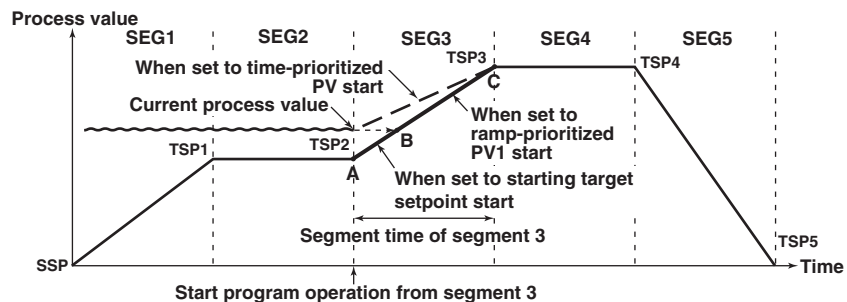 Process value
SEG1 SEG2 SEG3 SEG4 SEG5
TSP3
TSP4
When set to time-prioritized
PV start
Current process value
C
When set to
ramp-prioritized
PV1 start
B
TSP1
TSP2
A
When set to starting target
setpoint start
Segment time of segment 3
TSP5
SSP
Time
Start program operation from segment 3